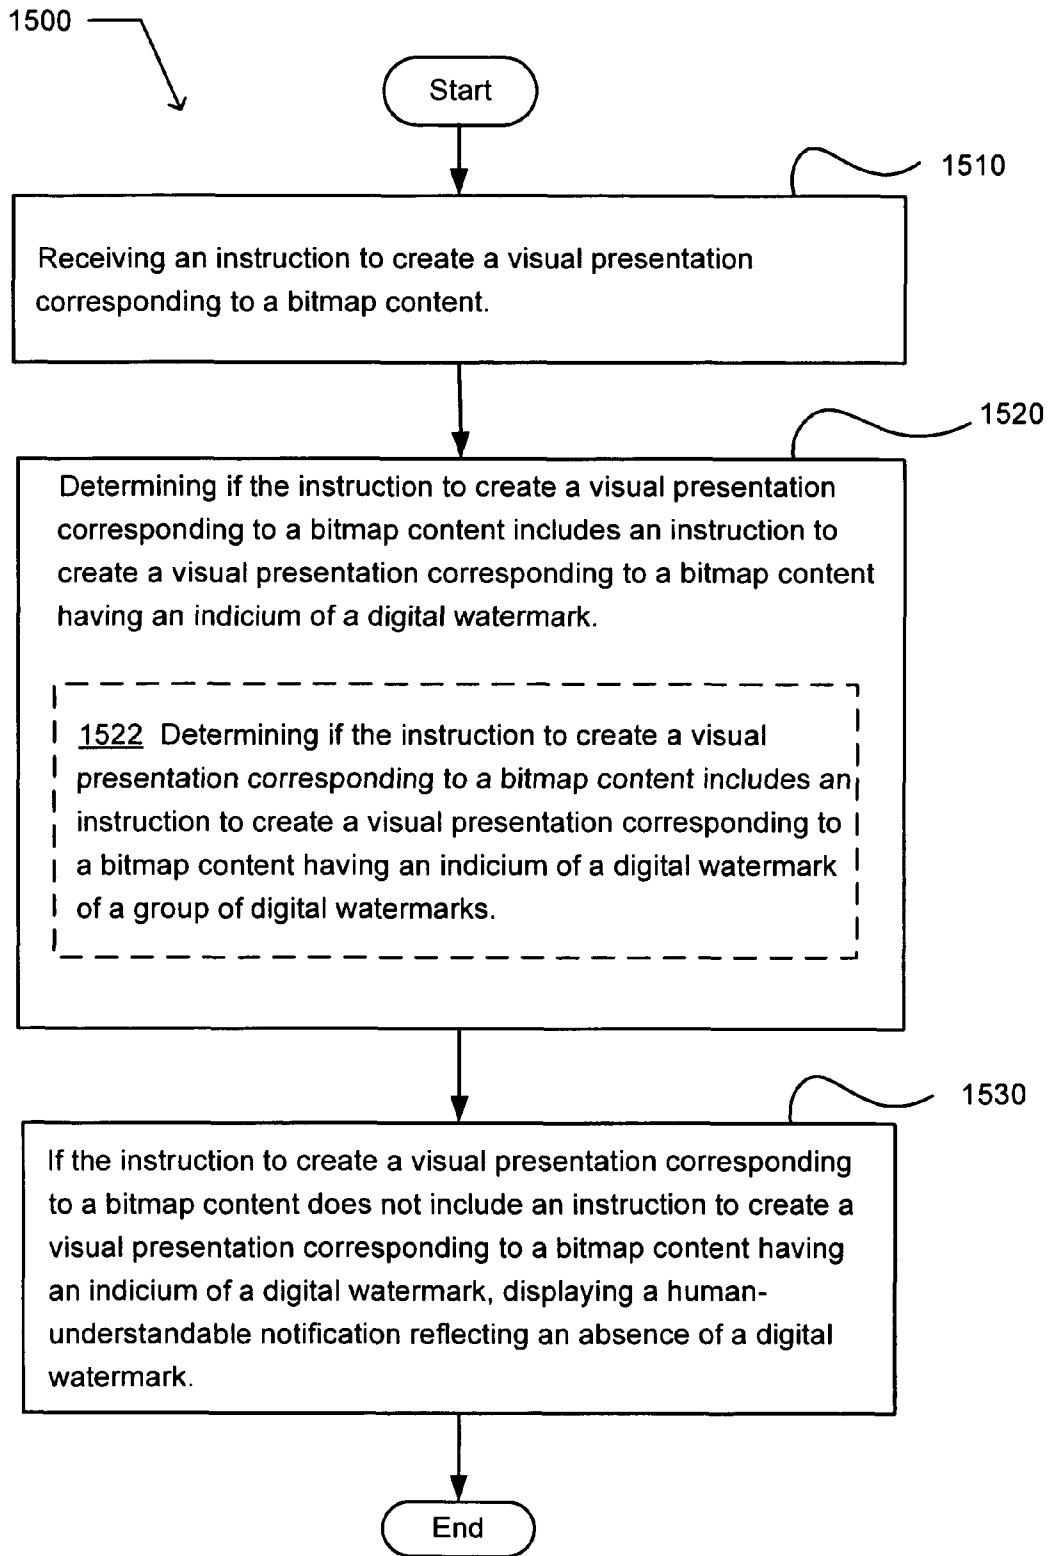 1500
Start
1510
Receiving an instruction to create a visual presentation
corresponding to a bitmap content.
1520
Determining if the instruction to create a visual presentation
corresponding to a bitmap content includes an instruction to
create a visual presentation corresponding to a bitmap content
having an indicium of a digital watermark.
1522 Determining if the instruction to create a visual
presentation corresponding to a bitmap content includes an
instruction to create a visual presentation corresponding to
a bitmap content having an indicium of a digital watermark
of a group of digital watermarks.
1530
If the instruction to create a visual presentation corresponding
to a bitmap content does not include an instruction to create a
visual presentation corresponding to a bitmap content having
an indicium of a digital watermark, displaying a human-
understandable notification reflecting an absence of a digital
watermark.
End